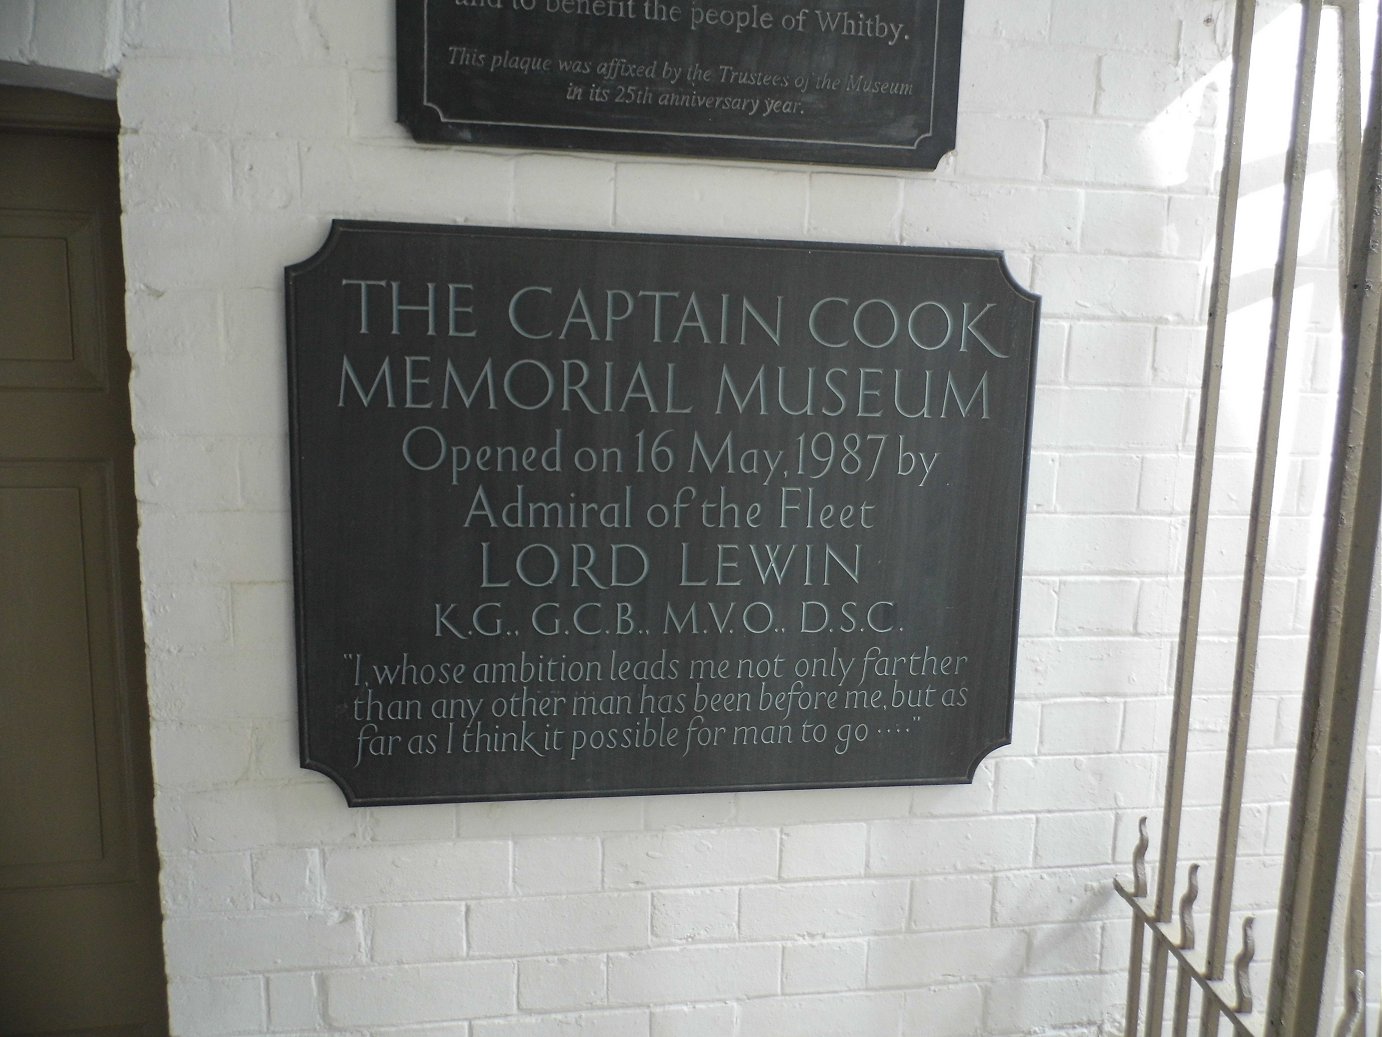 and to benefit the people of Whitby.
This plaque was affixed by the Trustees of the Museum
in its 25th anniversary year.
THE CAPTAIN COOK
MEMORIAL MUSEUM
Opened on 16 May, 1987 by
Admiral of the Fleet
LORD LEWIN
K.G., G.C.B., M.V.O., D.S.C.
"I, whose ambition leads me not only farther
than any other man has been before me, but as
far as I think it possible for man to go ...."